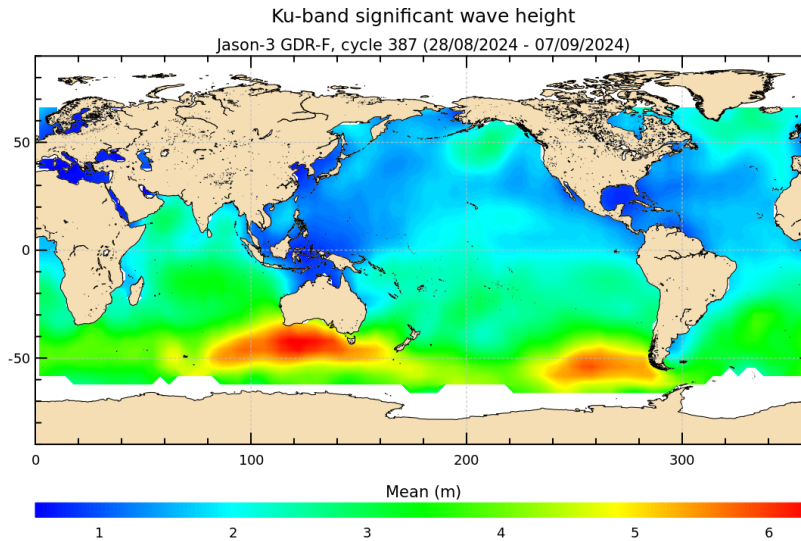 Ku-band significant wave height
Jason-3 GDR-F, cycle 387 (28/08/2024 - 07/09/2024)
50
0
-50
0 100 200 300
Mean (m)
1 2 3 4 5 6